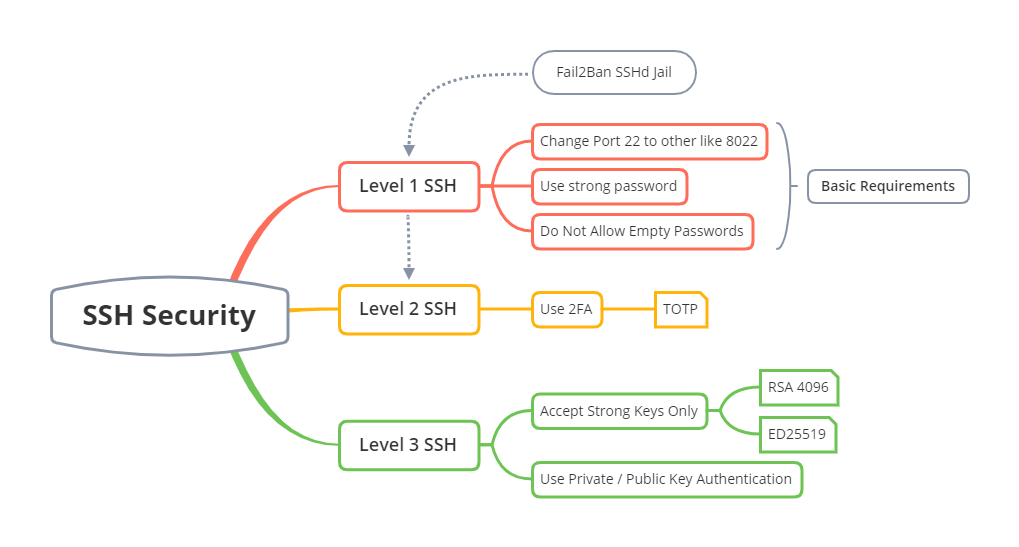 Fail2Ban SSHd Jail
Change Port 22 to other like 8022
Level 1 SSH
Use strong password
Basic Requirements
Do Not Allow Empty Passwords
SSH Security
Level 2 SSH
Use 2FA
TOTP
RSA 4096
Accept Strong Keys Only
ED25519
Level 3 SSH
Use Private / Public Key Authentication